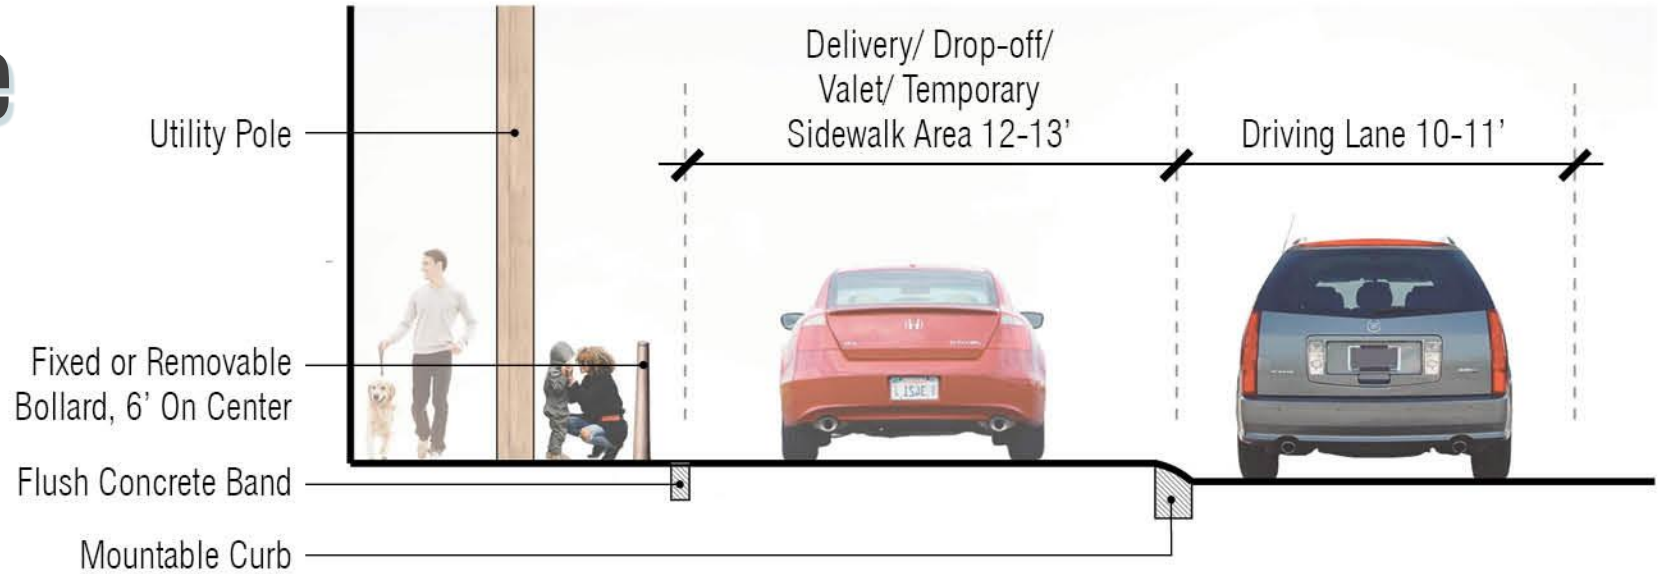 e
Delivery/ Drop-off/
Valet/ Temporary
Sidewalk Area 12-13’
Driving Lane 10-11’
Utility Pole
Fixed or Removable
Bollard, 6’ On Center
Flush Concrete Band
Mountable Curb